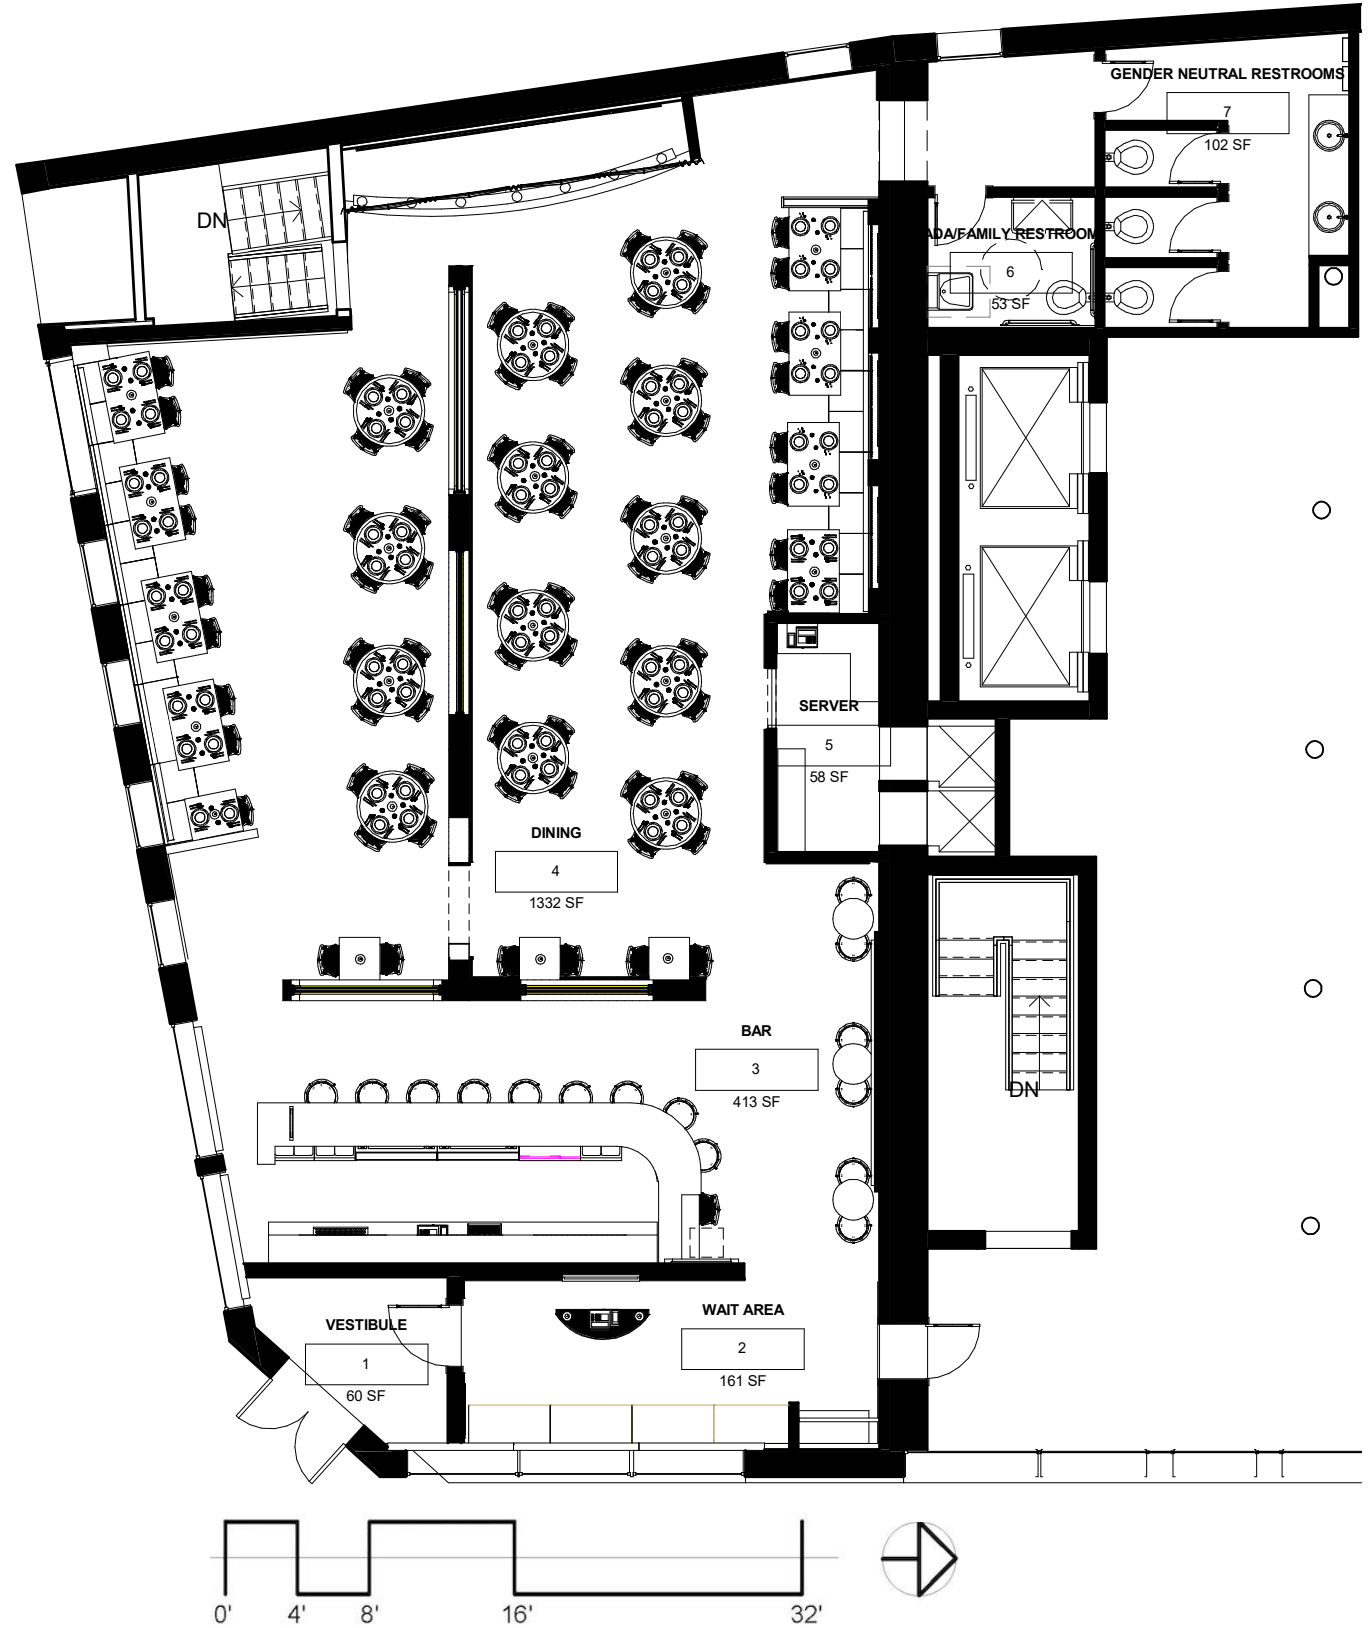 GENDER NEUTRAL RESTROOMS
7
102 SF
DN
ADA/FAMILY RESTROOM
6
53 SF
SERVER
5
58 SF
DINING
4
1332 SF
BAR
3
413 SF
DN
WAIT AREA
2
161 SF
VESTIBULE
1
60 SF
0' 4' 8' 16' 32'